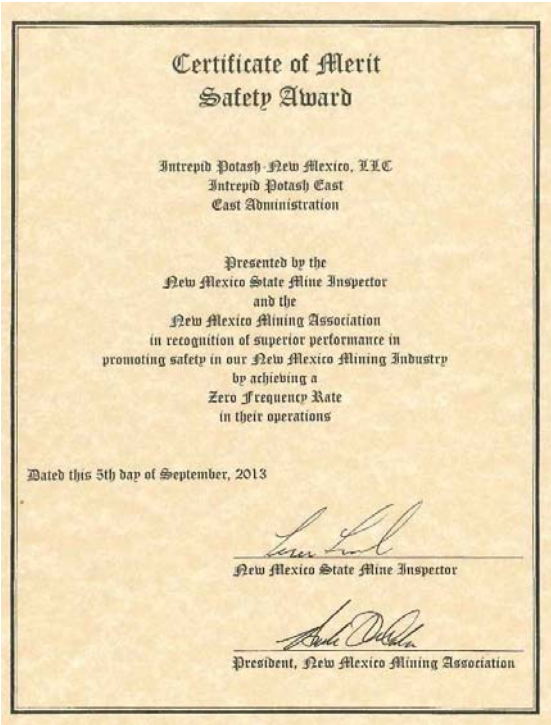 Certificate of Merit
Safety Award
Intrepid Potash-New Mexico, LLC
Intrepid Potash East
East Administration
Presented by the
New Mexico State Mine Inspector
and the
New Mexico Mining Association
in recognition of superior performance in
promoting safety in our New Mexico Mining Industry
by achieving a
Zero Frequency Rate
in their operations
Dated this 5th day of September, 2013
New Mexico State Mine Inspector
President, New Mexico Mining Association